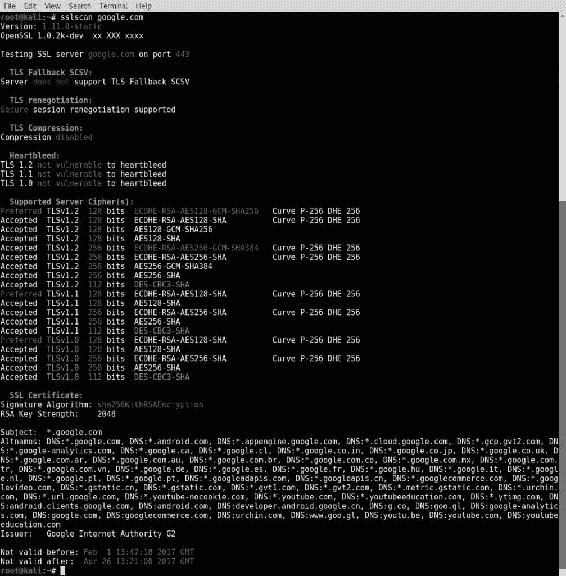 File Edit View Search Terminal Help
root@kali:~# sslscan google.com
Version: 1.11.8-static
OpenSSL 1.0.2k-dev xx XXX xxxx
Testing SSL server google.com on port 443
TLS Fallback SCSV:
Server does not support TLS Fallback SCSV
TLS renegotiation:
Secure session renegotiation supported
TLS Compression:
Compression disabled
Heartbleed:
TLS 1.2 not vulnerable to heartbleed
TLS 1.1 not vulnerable to heartbleed
TLS 1.0 not vulnerable to heartbleed
Supported Server Cipher(s):
Preferred TLSv1.2 128 bits ECDHE-RSA-AES128-GCM-SHA256 Curve P-256 DHE 256
Accepted TLSv1.2 128 bits ECDHE-RSA-AES128-SHA Curve P-256 DHE 256
Accepted TLSv1.2 128 bits AES128-GCM-SHA256
Accepted TLSv1.2 128 bits AES128-SHA
Accepted TLSv1.2 256 bits ECDHE-RSA-AES256-GCM-SHA384 Curve P-256 DHE 256
Accepted TLSv1.2 256 bits ECDHE-RSA-AES256-SHA Curve P-256 DHE 256
Accepted TLSv1.2 256 bits AES256-GCM-SHA384
Accepted TLSv1.2 256 bits AES256-SHA
Accepted TLSv1.2 112 bits DES-CBC3-SHA
Preferred TLSv1.1 128 bits ECDHE-RSA-AES128-SHA Curve P-256 DHE 256
Accepted TLSv1.1 128 bits AES128-SHA
Accepted TLSv1.1 256 bits ECDHE-RSA-AES256-SHA Curve P-256 DHE 256
Accepted TLSv1.1 256 bits AES256-SHA
Accepted TLSv1.1 112 bits DES-CBC3-SHA
Preferred TLSv1.0 128 bits ECDHE-RSA-AES128-SHA Curve P-256 DHE 256
Accepted TLSv1.0 128 bits AES128-SHA
Accepted TLSv1.0 256 bits ECDHE-RSA-AES256-SHA Curve P-256 DHE 256
Accepted TLSv1.0 256 bits AES256-SHA
Accepted TLSv1.0 112 bits DES-CBC3-SHA
SSL Certificate:
Signature Algorithm: sha256WithRSAEncryption
RSA Key Strength: 2048
Subject: *.google.com
Altnames: DNS:*.google.com, DNS:*.android.com, DNS:*.appengine.google.com, DNS:*.cloud.google.com, DNS:*.gcp.gvt2.com, DN
S:*.google-analytics.com, DNS:*.google.ca, DNS:*.google.cl, DNS:*.google.co.in, DNS:*.google.co.jp, DNS:*.google.co.uk, D
NS:*.google.com.ar, DNS:*.google.com.au, DNS:*.google.com.br, DNS:*.google.com.co, DNS:*.google.com.mx, DNS:*.google.com.
tr, DNS:*.google.com.vn, DNS:*.google.de, DNS:*.google.es, DNS:*.google.fr, DNS:*.google.hu, DNS:*.google.it, DNS:*.googl
e.nl, DNS:*.google.pl, DNS:*.google.pt, DNS:*.googleadapis.com, DNS:*.googleapis.cn, DNS:*.googlecommerce.com, DNS:*.goog
levideo.com, DNS:*.gstatic.cn, DNS:*.gstatic.com, DNS:*.gvt1.com, DNS:*.gvt2.com, DNS:*.metric.gstatic.com, DNS:*.urchin.
com, DNS:*.url.google.com, DNS:*.youtube-nocookie.com, DNS:*.youtube.com, DNS:*.youtubeeducation.com, DNS:*.ytimg.com, DN
S:android.clients.google.com, DNS:android.com, DNS:developer.android.google.cn, DNS:g.co, DNS:goo.gl, DNS:google-analytic
s.com, DNS:google.com, DNS:googlecommerce.com, DNS:urchin.com, DNS:www.goo.gl, DNS:youtu.be, DNS:youtube.com, DNS:youtube
education.com
Issuer: Google Internet Authority G2
Not valid before: Feb 1 13:47:18 2017 GMT
Not valid after: Apr 26 13:21:00 2017 GMT
root@kali:~#